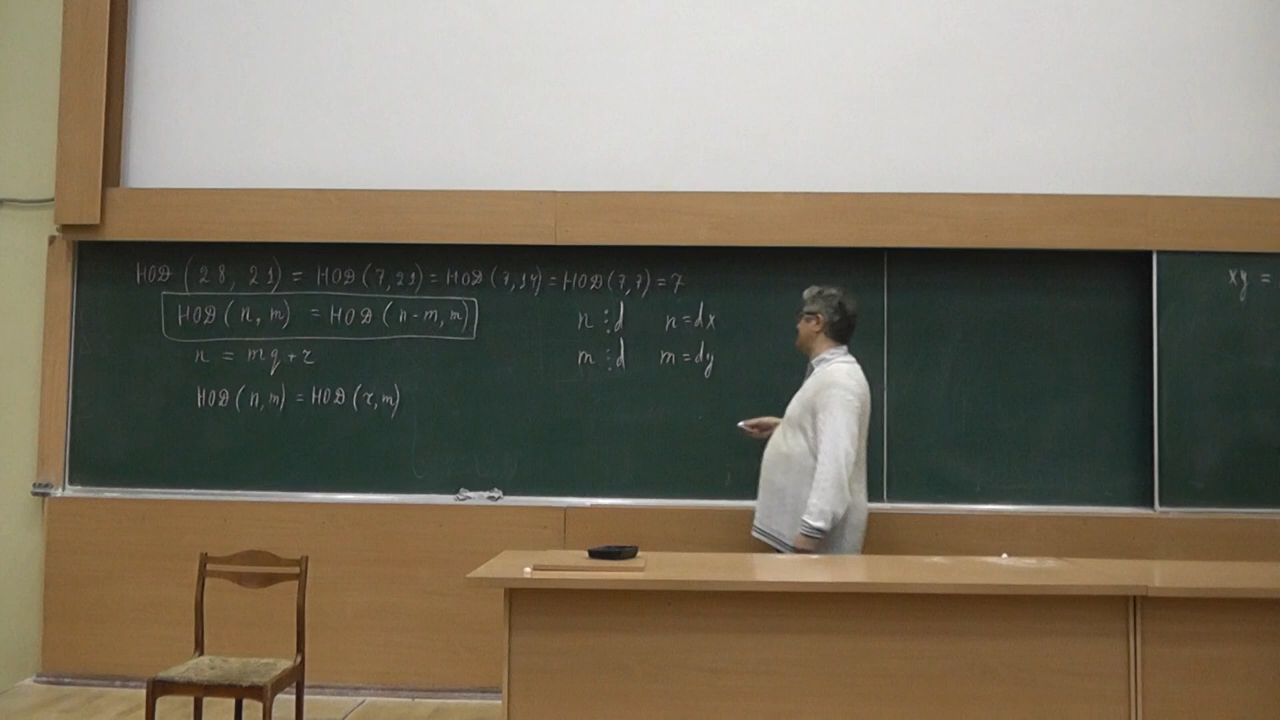 НОД (28, 21) = НОД (7, 21) = НОД (7, 14) = НОД (7, 7) = 7
НОД (n, m) = НОД (n-m, m)
n = mq + r
НОД (n, m) = НОД (r, m)
n ⋮ d n = dx
m ⋮ d m = dy
xy =